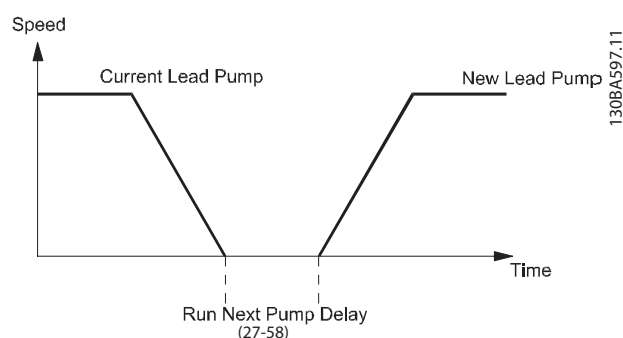 Speed
Current Lead Pump
New Lead Pump
130BA597.11
Time
Run Next Pump Delay
(27-58)